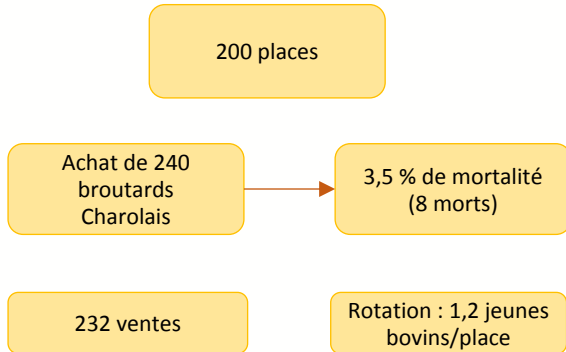 200 places
Achat de 240
broutards
Charolais
3,5 % de mortalité
(8 morts)
232 ventes
Rotation : 1,2 jeunes
bovins/place